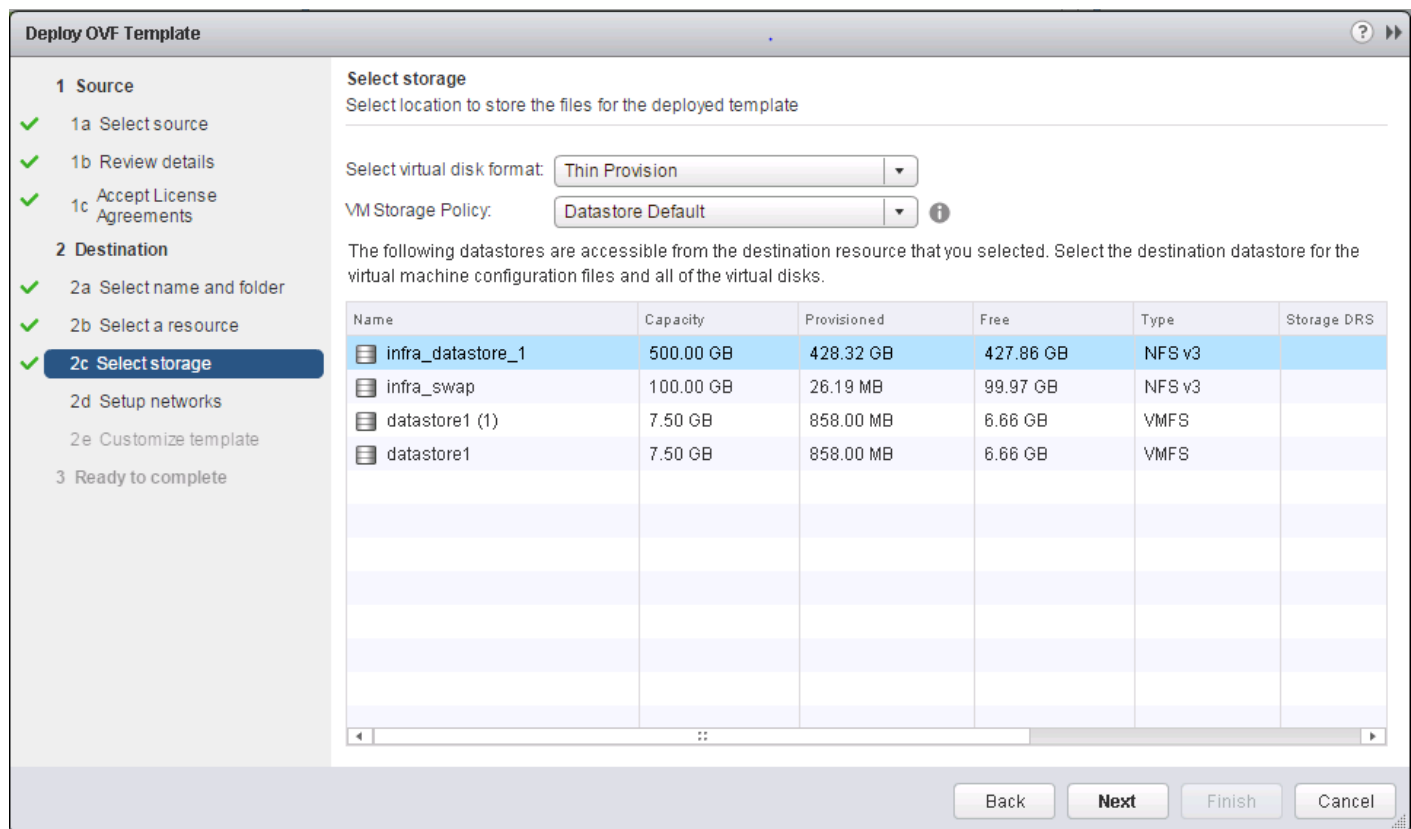 Deploy OVF Template
1 Source
1a Select source
1b Review details
1c Accept License
Agreements
2 Destination
2a Select name and folder
2b Select a resource
2c Select storage
2d Setup networks
2e Customize template
3 Ready to complete
Select storage
Select location to store the files for the deployed template
Select virtual disk format: Thin Provision
VM Storage Policy: Datastore Default
The following datastores are accessible from the destination resource that you selected. Select the destination datastore for the
virtual machine configuration files and all of the virtual disks.
Name Capacity Provisioned Free Type Storage DRS
infra_datastore_1 500.00 GB 428.32 GB 427.86 GB NFS v3
infra_swap 100.00 GB 26.19 MB 99.97 GB NFS v3
datastore1 (1) 7.50 GB 858.00 MB 6.66 GB VMFS
datastore1 7.50 GB 858.00 MB 6.66 GB VMFS
Back Next Finish Cancel